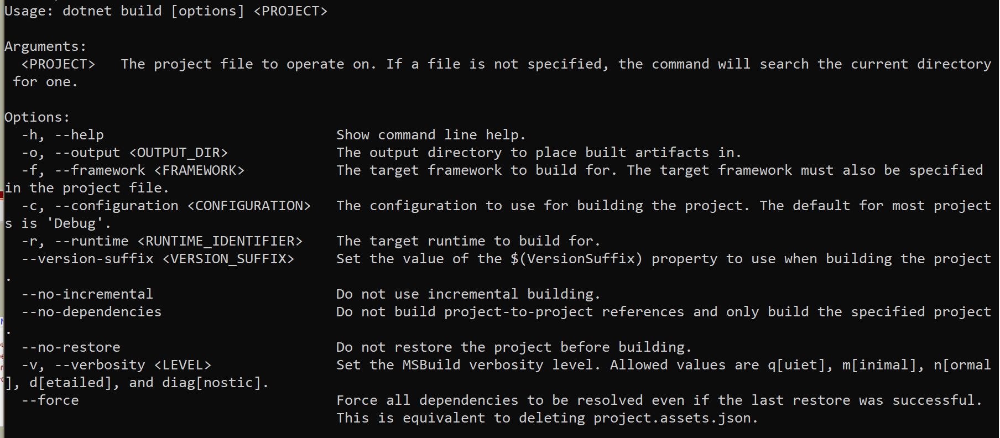 Usage: dotnet build [options] <PROJECT>
Arguments:
<PROJECT>   The project file to operate on. If a file is not specified, the command will search the current directory
for one.
Options:
-h, --help                            Show command line help.
-o, --output <OUTPUT_DIR>             The output directory to place built artifacts in.
-f, --framework <FRAMEWORK>           The target framework to build for. The target framework must also be specified
in the project file.
-c, --configuration <CONFIGURATION>   The configuration to use for building the project. The default for most project
s is 'Debug'.
-r, --runtime <RUNTIME_IDENTIFIER>    The target runtime to build for.
--version-suffix <VERSION_SUFFIX>     Set the value of the $(VersionSuffix) property to use when building the project
.
--no-incremental                      Do not use incremental building.
--no-dependencies                     Do not build project-to-project references and only build the specified project
.
--no-restore                          Do not restore the project before building.
-v, --verbosity <LEVEL>               Set the MSBuild verbosity level. Allowed values are q[uiet], m[inimal], n[ormal
], d[etailed], and diag[nostic].
--force                               Force all dependencies to be resolved even if the last restore was successful.
This is equivalent to deleting project.assets.json.